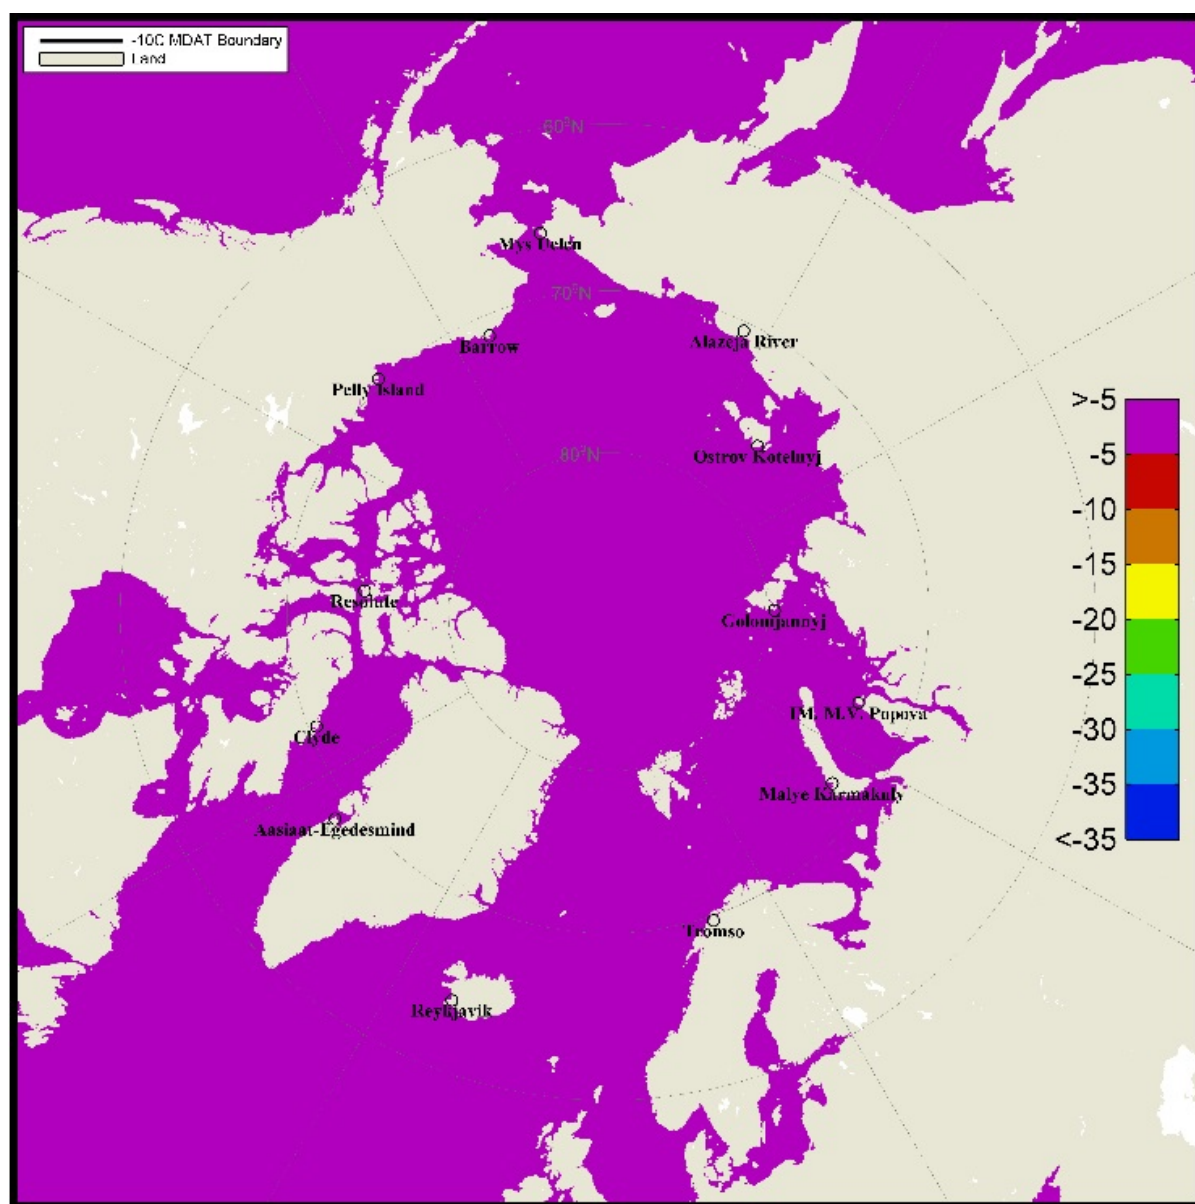 -10C MDAT Boundary
Land
60°N
Mys Uelen
70°N
Barrow
Alazeja River
Pelly Island
>-5
80°N
Ostrov Kotelnyj
-5
-10
-15
Resolute
Golomjannyj
-20
-25
IM. M.V. Popova
Clyde
-30
Malye Karmakuly
-35
Aasiaat-Egedesmind
<-35
Tromso
Reykjavik